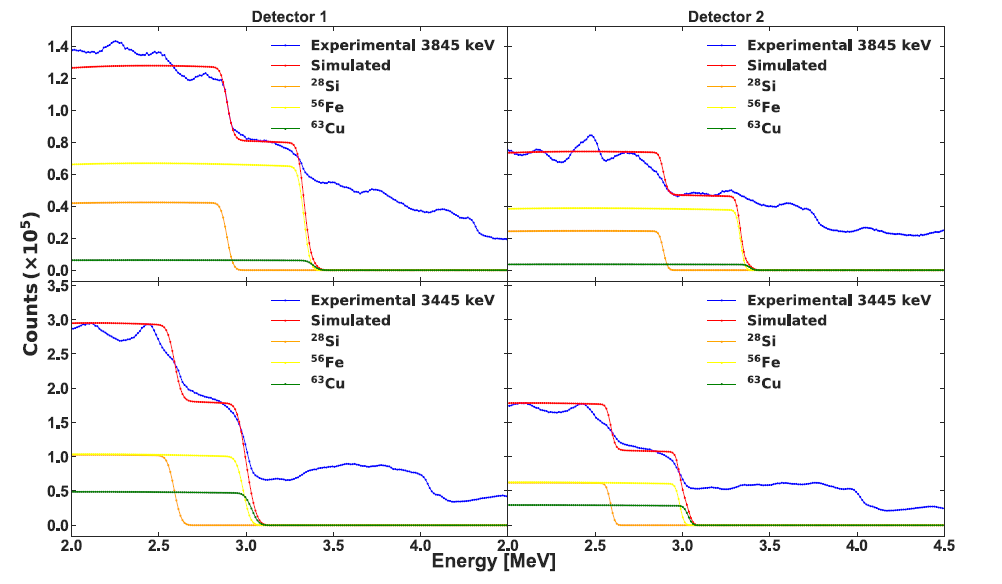 Detector 1
Detector 2
Counts (×10⁵)
1.4
1.2
1.0
0.8
0.6
0.4
0.2
0.0
Experimental 3845 keV
Simulated
²⁸Si
⁵⁶Fe
⁶³Cu
Experimental 3845 keV
Simulated
²⁸Si
⁵⁶Fe
⁶³Cu
3.5
3.0
2.5
2.0
1.5
1.0
0.5
0.0
Experimental 3445 keV
Simulated
²⁸Si
⁵⁶Fe
⁶³Cu
Experimental 3445 keV
Simulated
²⁸Si
⁵⁶Fe
⁶³Cu
2.0 2.5 3.0 3.5 4.0 2.0 2.5 3.0 3.5 4.0 4.5
Energy [MeV]